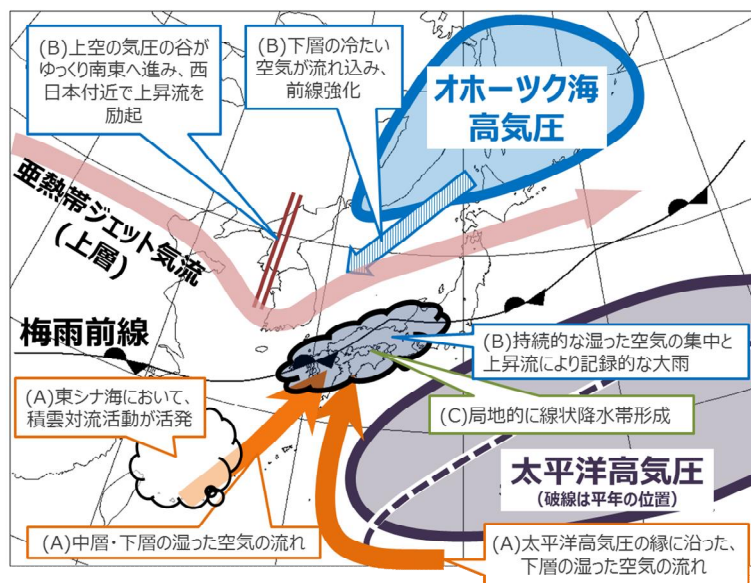 (B)上空の気圧の谷が
ゆっくり南東へ進み、西
日本付近で上昇流を
励起
(B)下層の冷たい
空気が流れ込み、
前線強化
オホーツク海
高気圧
亜熱帯ジェット気流
(上層)
梅雨前線
(B)持続的な湿った空気の集中と
上昇流により記録的な大雨
(A)東シナ海において、
積雲対流活動が活発
(C)局地的に線状降水帯形成
太平洋高気圧
(破線は平年の位置)
(A)中層・下層の湿った空気の流れ
(A)太平洋高気圧の縁に沿った、
下層の湿った空気の流れ